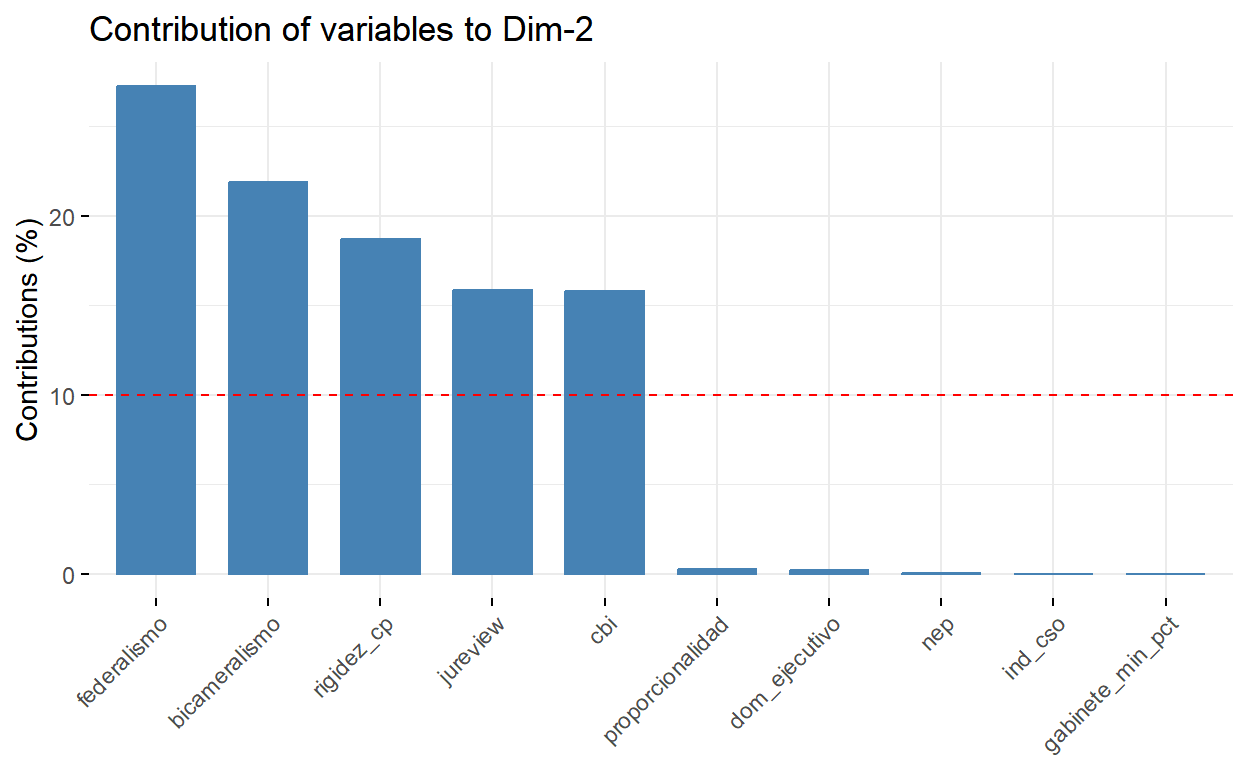 Contribution of variables to Dim-2
Contributions (%)
20
10
0
federalismo
bicameralismo
rigidez_cp
jureview
cbi
proporcionalidad
dom_ejecutivo
nep
ind_cso
gabinete_min_pct